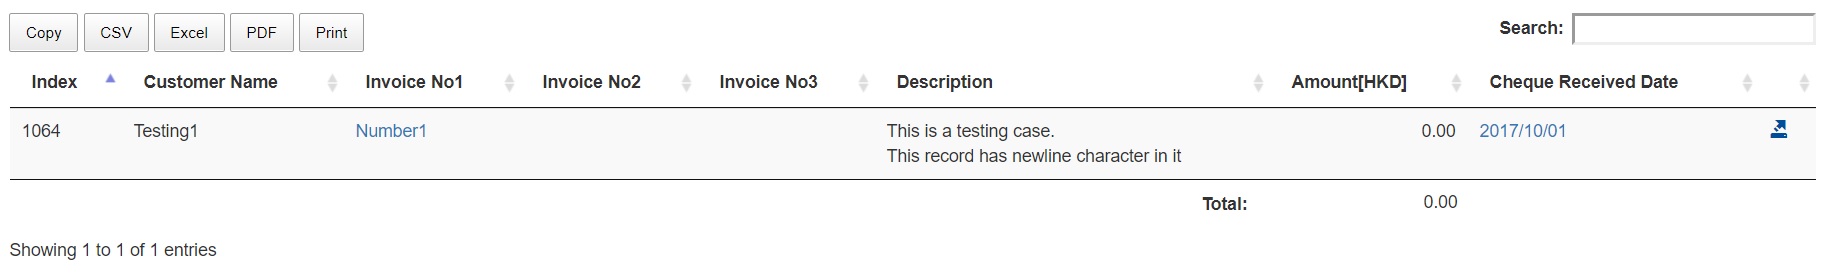 Copy CSV Excel PDF Print Search:
Index Customer Name Invoice No1 Invoice No2 Invoice No3 Description Amount[HKD] Cheque Received Date
1064 Testing1 Number1 This is a testing case. 0.00 2017/10/01
This record has newline character in it
Total: 0.00
Showing 1 to 1 of 1 entries